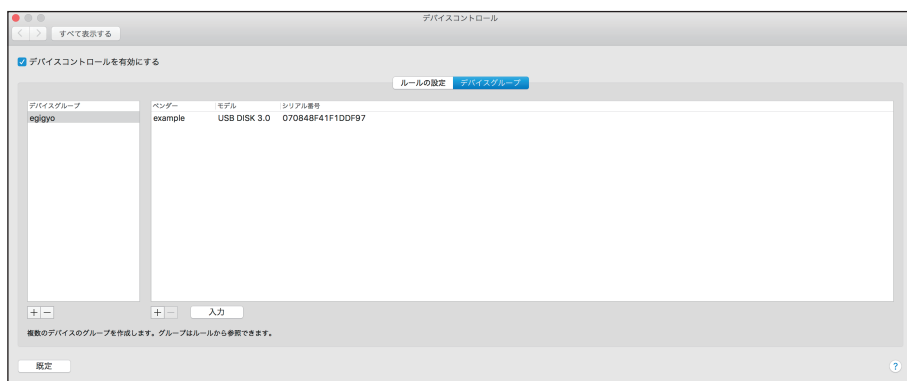 デバイスコントロール
すべて表示する
デバイスコントロールを有効にする
ルールの設定 デバイスグループ
デバイスグループ
egigyo
ベンダー モデル シリアル番号
example USB DISK 3.0 070848F41F1DDF97
+ −
+ − 入力
複数のデバイスのグループを作成します。グループはルールから参照できます。
既定 ?